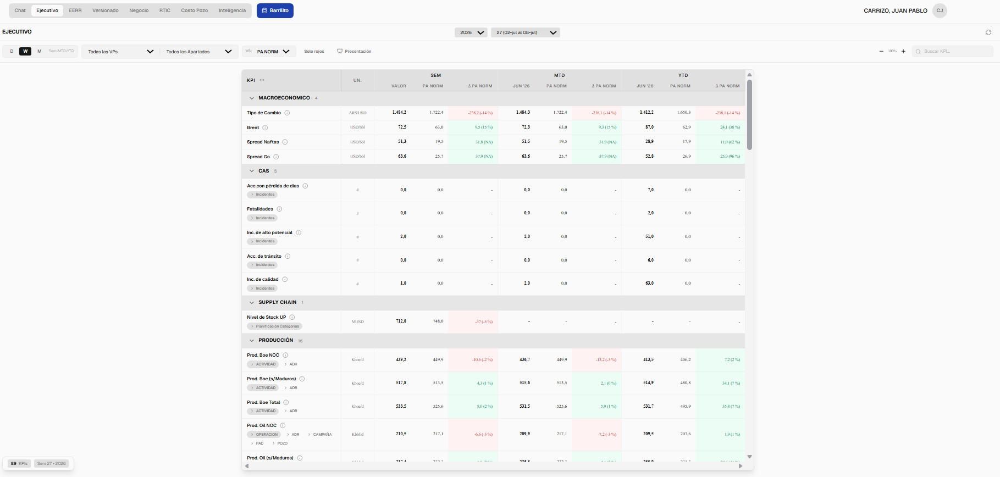 Chat Ejecutivo EERR Versionado Negocio RTIC Costo Pozo Inteligencia Barrilito CARRIZO, JUAN PABLO CJ
EJECUTIVO 2026 27 (02-jul al 08-jul)
D W M Sem-MTD-YTD Todas las VPs Todos los Apartados VS: PA NORM Solo rojos Presentación − 100% + Buscar KPI...
SEM MTD YTD
KPI UN.
VALOR PA NORM Δ PA NORM JUN '26 PA NORM Δ PA NORM JUN '26 PA NORM Δ PA NORM
MACROECONOMICO 4
Tipo de Cambio ARS/USD 1.484,2 1.722,4 -238,2 (-14 %) 1.484,3 1.722,4 -238,1 (-14 %) 1.412,2 1.650,3 -238,1 (-14 %)
Brent USD/bbl 72,5 63,0 9,5 (15 %) 72,3 63,0 9,3 (15 %) 87,0 62,9 24,1 (38 %)
Spread Naftas USD/bbl 51,3 19,5 31,8 (NA) 51,5 19,5 31,9 (NA) 28,9 17,9 11,0 (62 %)
Spread Go USD/bbl 63,6 25,7 37,9 (NA) 63,6 25,7 37,9 (NA) 52,8 26,9 25,9 (96 %)
CAS 5
Acc.con pérdida de días # 0,0 0,0 - 0,0 0,0 - 7,0 0,0 -
Incidentes
Fatalidades # 0,0 0,0 - 0,0 0,0 - 2,0 0,0 -
Incidentes
Inc. de alto potencial # 2,0 0,0 - 2,0 0,0 - 51,0 0,0 -
Incidentes
Acc. de tránsito # 0,0 0,0 - 0,0 0,0 - 6,0 0,0 -
Incidentes
Inc. de calidad # 1,0 0,0 - 2,0 0,0 - 63,0 0,0 -
Incidentes
SUPPLY CHAIN 1
Nivel de Stock UP MUSD 712,0 748,0 -37 (-5 %) - - - - - -
Planificación Categorías
PRODUCCIÓN 16
Prod. Boe NOC Kboe/d 439,2 449,9 -10,6 (-2 %) 436,7 449,9 -13,2 (-3 %) 413,5 406,2 7,2 (2 %)
ACTIVIDAD ADR
Prod. Boe (s/Maduros) Kboe/d 517,8 513,5 4,3 (1 %) 515,6 513,5 2,1 (0 %) 514,9 480,8 34,1 (7 %)
ACTIVIDAD ADR
Prod. Boe Total Kboe/d 533,5 525,6 8,0 (2 %) 531,5 525,6 5,9 (1 %) 531,7 495,9 35,8 (7 %)
ACTIVIDAD ADR
Prod. Oil NOC Kbbl/d 210,5 217,1 -6,6 (-3 %) 209,9 217,1 -7,2 (-3 %) 209,5 207,6 1,9 (1 %)
OPERACION ADR CAMPAÑA
PAD POZO
Prod. Oil (s/Maduros)
89 KPIs Sem 27 • 2026